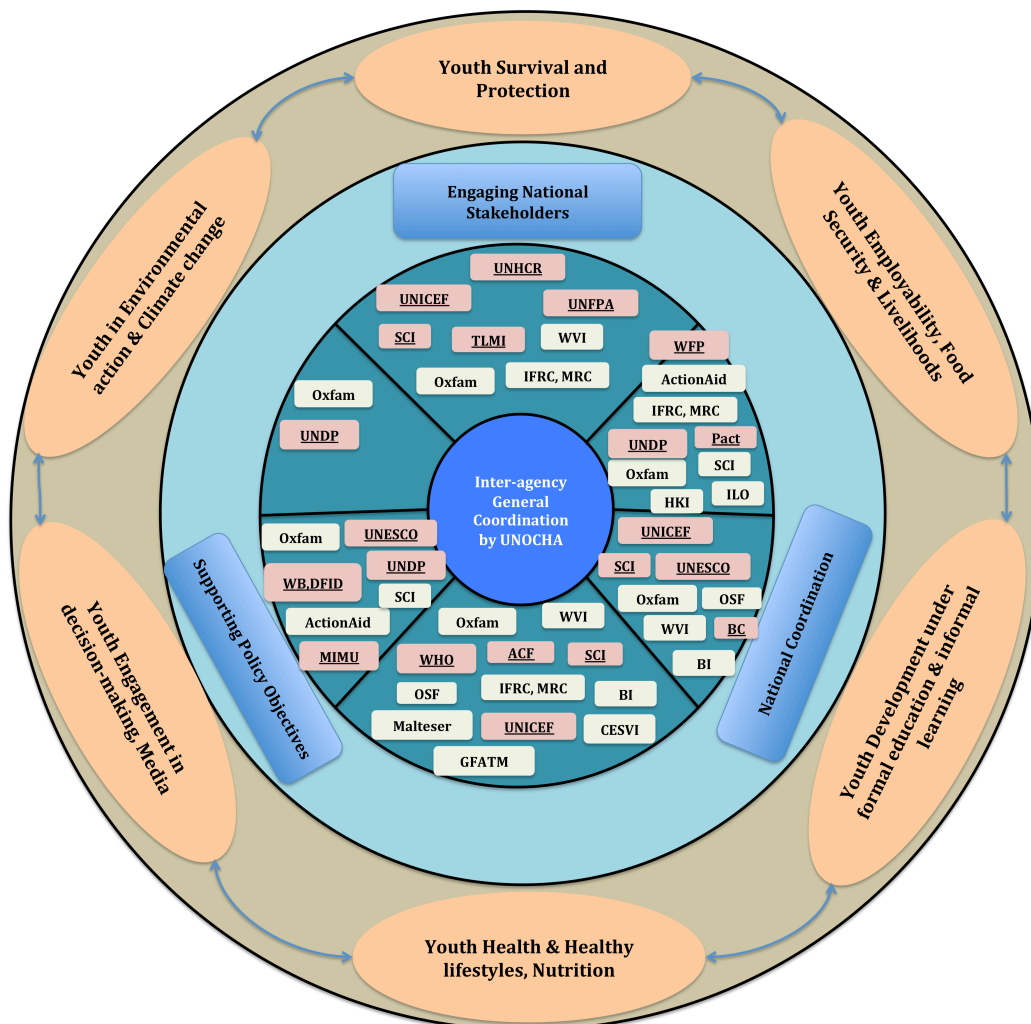 Youth Survival and
Protection
Youth Employability, Food
Security & Livelihoods
Youth Development under
formal education & informal
learning
Youth Health & Healthy
lifestyles, Nutrition
Youth Engagement in
decision-making, Media
Youth in Environmental
action & Climate change
Engaging National
Stakeholders
National Coordination
Supporting Policy Objectives
Inter-agency
General
Coordination
by UNOCHA
UNHCR
UNICEF
UNFPA
SCI
TLMI
WVI
Oxfam
IFRC, MRC
WFP
ActionAid
IFRC, MRC
UNDP
Pact
Oxfam
SCI
HKI
ILO
UNICEF
SCI
UNESCO
Oxfam
OSF
WVI
BC
BI
Oxfam
WVI
WHO
ACF
SCI
OSF
IFRC, MRC
BI
Malteser
UNICEF
CESVI
GFATM
Oxfam
UNESCO
WB,DFID
UNDP
SCI
ActionAid
MIMU
Oxfam
UNDP